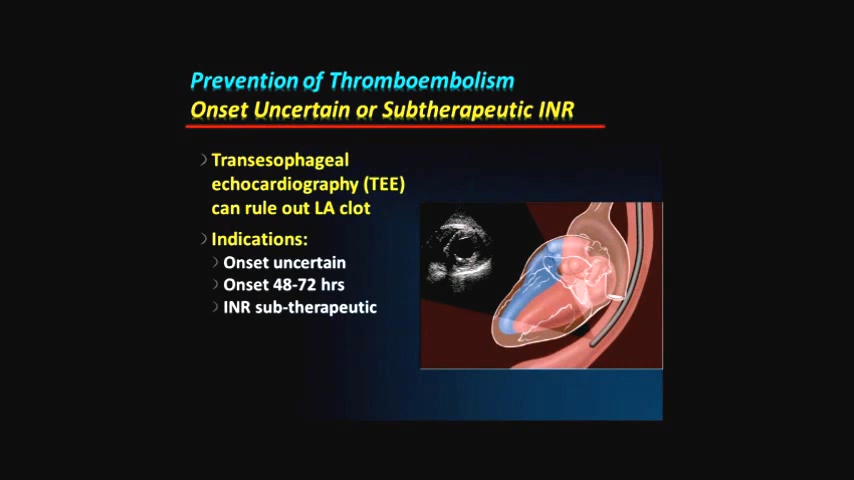 Prevention of Thromboembolism
Onset Uncertain or Subtherapeutic INR
Transesophageal
echocardiography (TEE)
can rule out LA clot
Indications:
Onset uncertain
Onset 48-72 hrs
INR sub-therapeutic